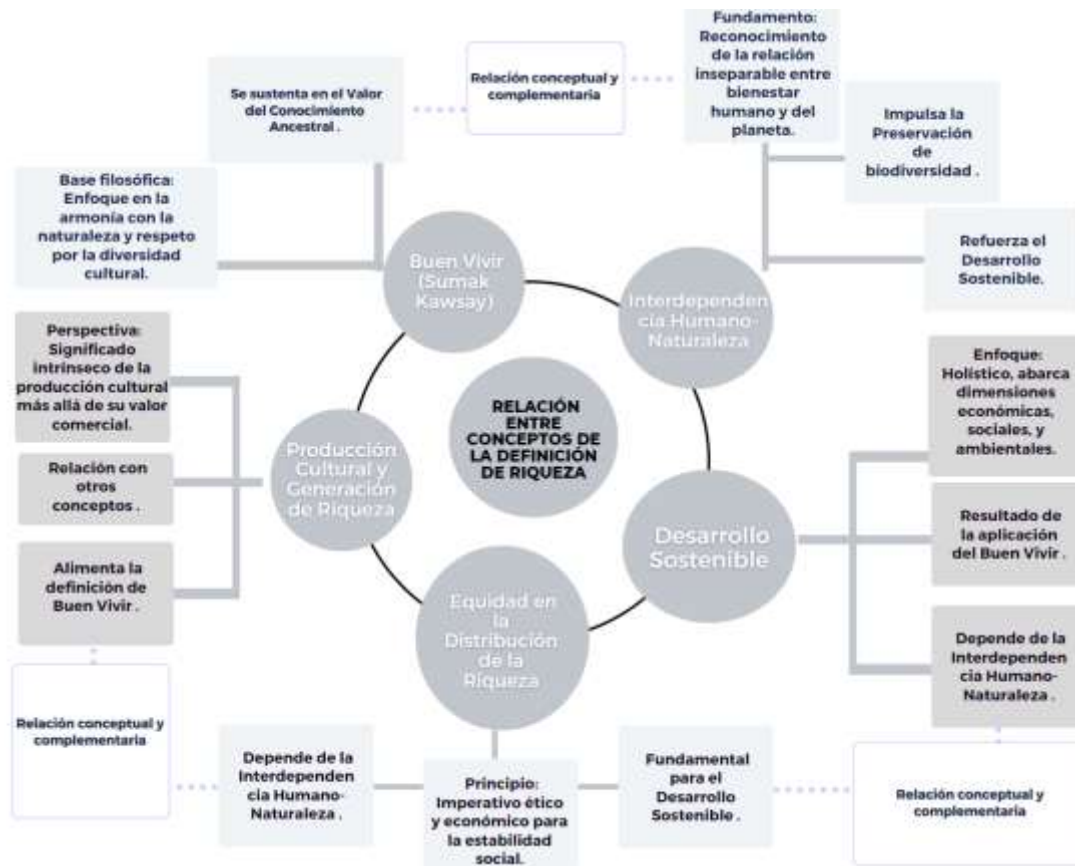 Fundamento:
Reconocimiento
de la relación
inseparable entre
bienestar
humano y del
planeta.
Relación conceptual y
complementaria
Se sustenta en el Valor
del Conocimiento
Ancestral .
Impulsa la
Preservación
de
biodiversidad .
Base filosófica:
Enfoque en la
armonía con la
naturaleza y respeto
por la diversidad
cultural.
Buen Vivir
(Sumak
Kawsay)
Interdependen
cia Humano-
Naturaleza
Refuerza el
Desarrollo
Sostenible.
Perspectiva:
Significado
intrínseco de la
producción cultural
más allá de su valor
comercial.
Enfoque:
Holístico, abarca
dimensiones
económicas,
sociales, y
ambientales.
RELACIÓN
ENTRE
CONCEPTOS DE
LA DEFINICIÓN
DE RIQUEZA
Producción
Cultural y
Generación
de Riqueza
Relación con
otros
conceptos .
Desarrollo
Sostenible
Resultado de
la aplicación
del Buen Vivir .
Alimenta la
definición de
Buen Vivir .
Equidad en
la
Distribución
de la
Riqueza
Depende de la
Interdependen
cia Humano-
Naturaleza .
Relación conceptual y
complementaria
Depende de la
Interdependen
cia Humano-
Naturaleza .
Principio:
Imperativo ético
y económico para
la estabilidad
social.
Fundamental
para el
Desarrollo
Sostenible .
Relación conceptual y
complementaria